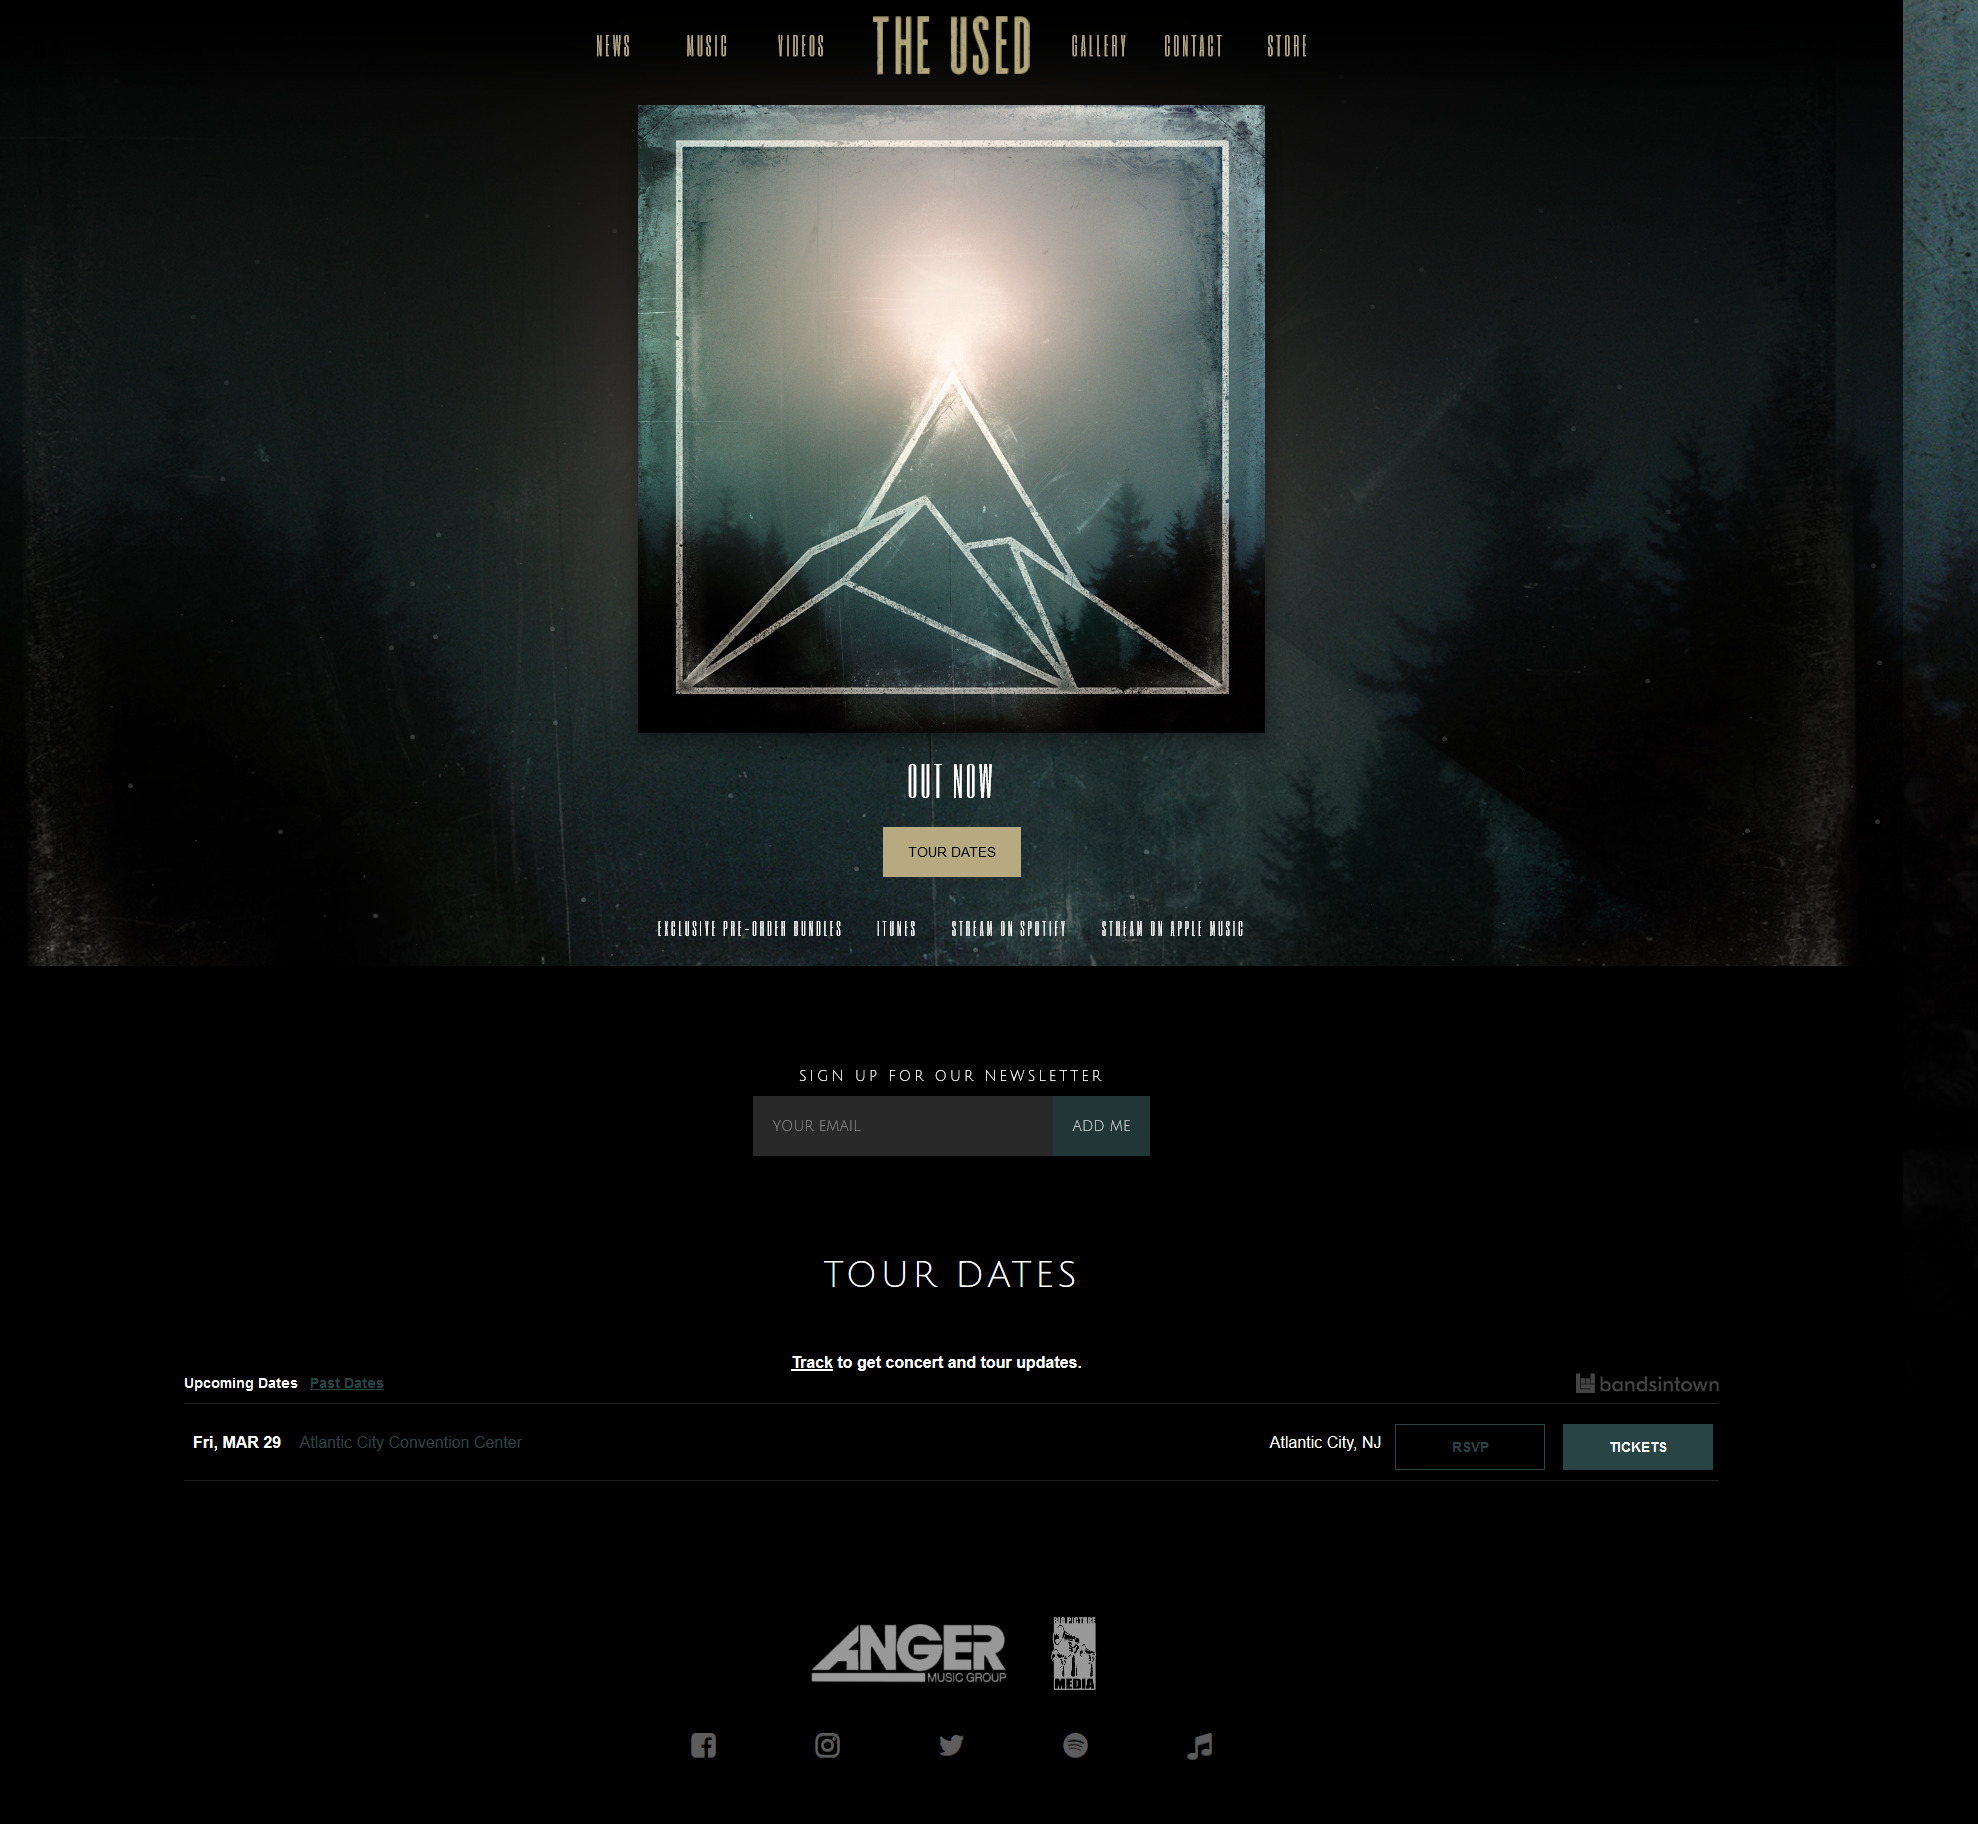 NEWS MUSIC VIDEOS THE USED GALLERY CONTACT STORE
OUT NOW
TOUR DATES
EXCLUSIVE PRE-ORDER BUNDLES ITUNES STREAM ON SPOTIFY STREAM ON APPLE MUSIC
SIGN UP FOR OUR NEWSLETTER
YOUR EMAIL ADD ME
TOUR DATES
Track to get concert and tour updates.
Upcoming Dates Past Dates bandsintown
Fri, MAR 29 Atlantic City Convention Center Atlantic City, NJ RSVP TICKETS
BIG PICTURE
ANGER
MUSIC GROUP
MEDIA